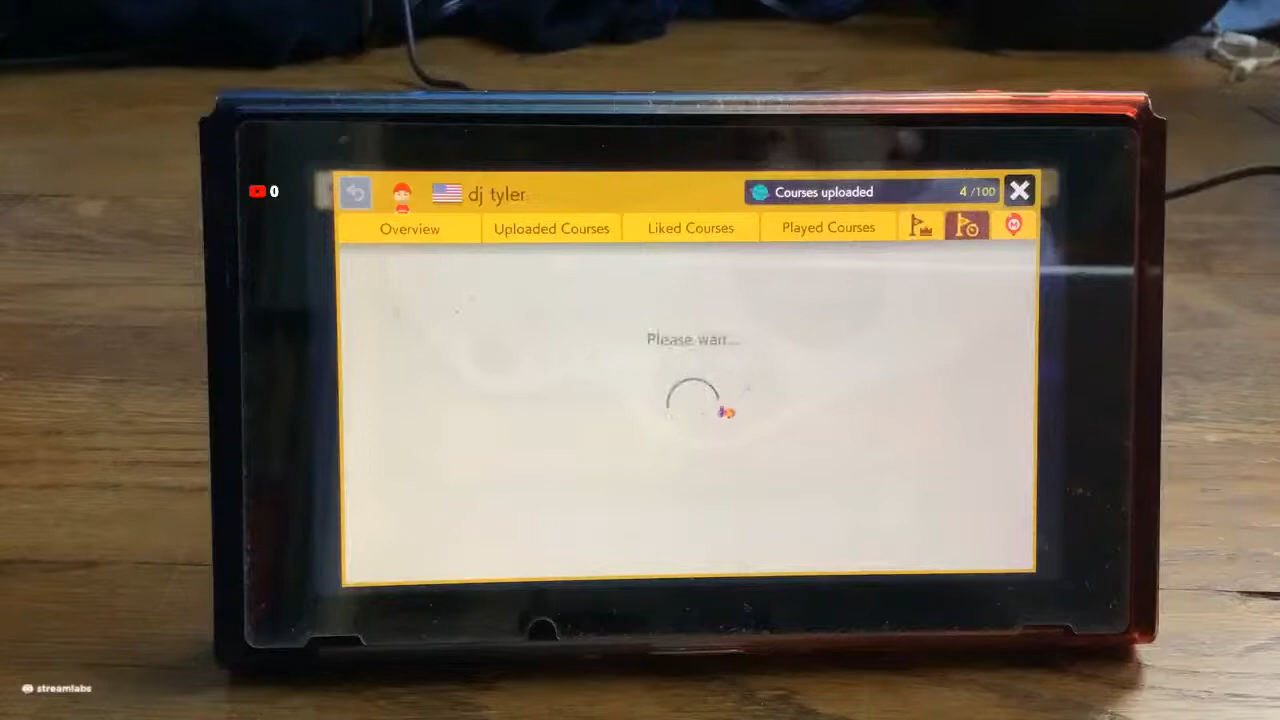 0
dj tyler
Courses uploaded 4 /100
Overview
Uploaded Courses
Liked Courses
Played Courses
M
Please wait...
streamlabs